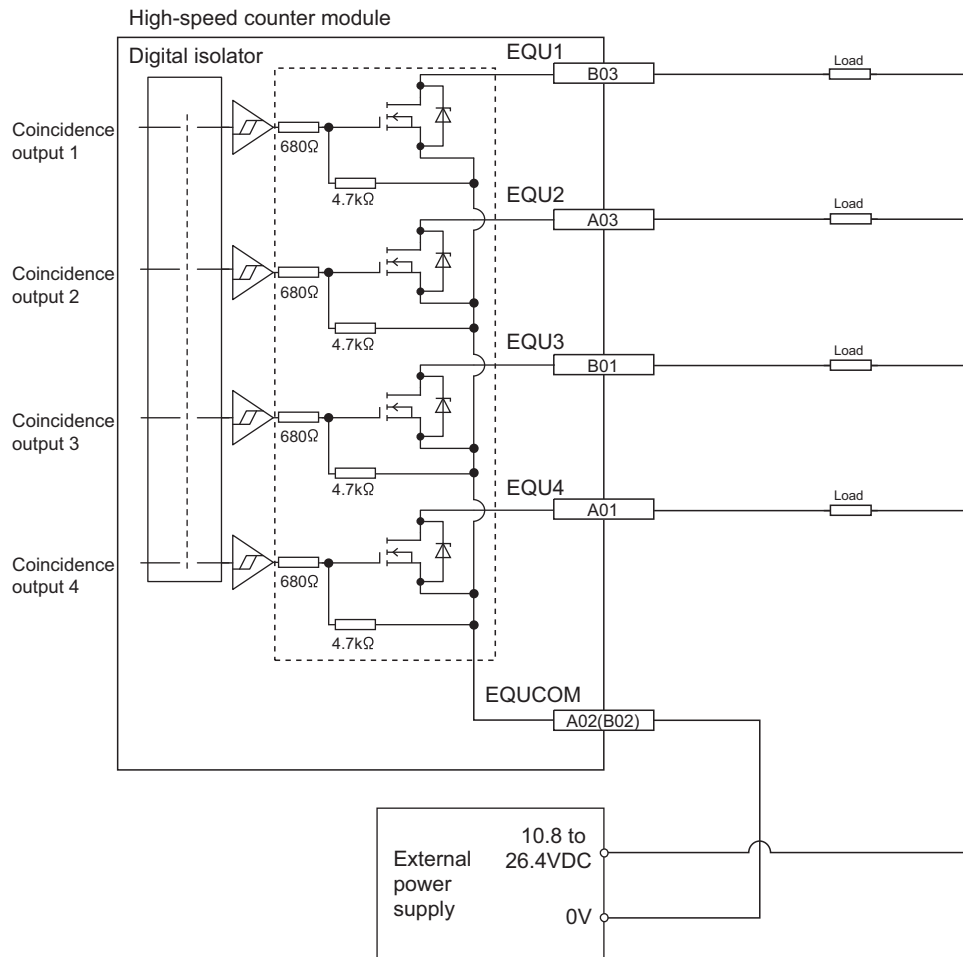 High-speed counter module
Digital isolator
EQU1
B03
Load
Coincidence
output 1
680Ω
4.7kΩ
EQU2
A03
Load
Coincidence
output 2
680Ω
4.7kΩ
EQU3
B01
Load
Coincidence
output 3
680Ω
4.7kΩ
EQU4
A01
Load
Coincidence
output 4
680Ω
4.7kΩ
EQUCOM
A02(B02)
External
power
supply
10.8 to
26.4VDC
0V